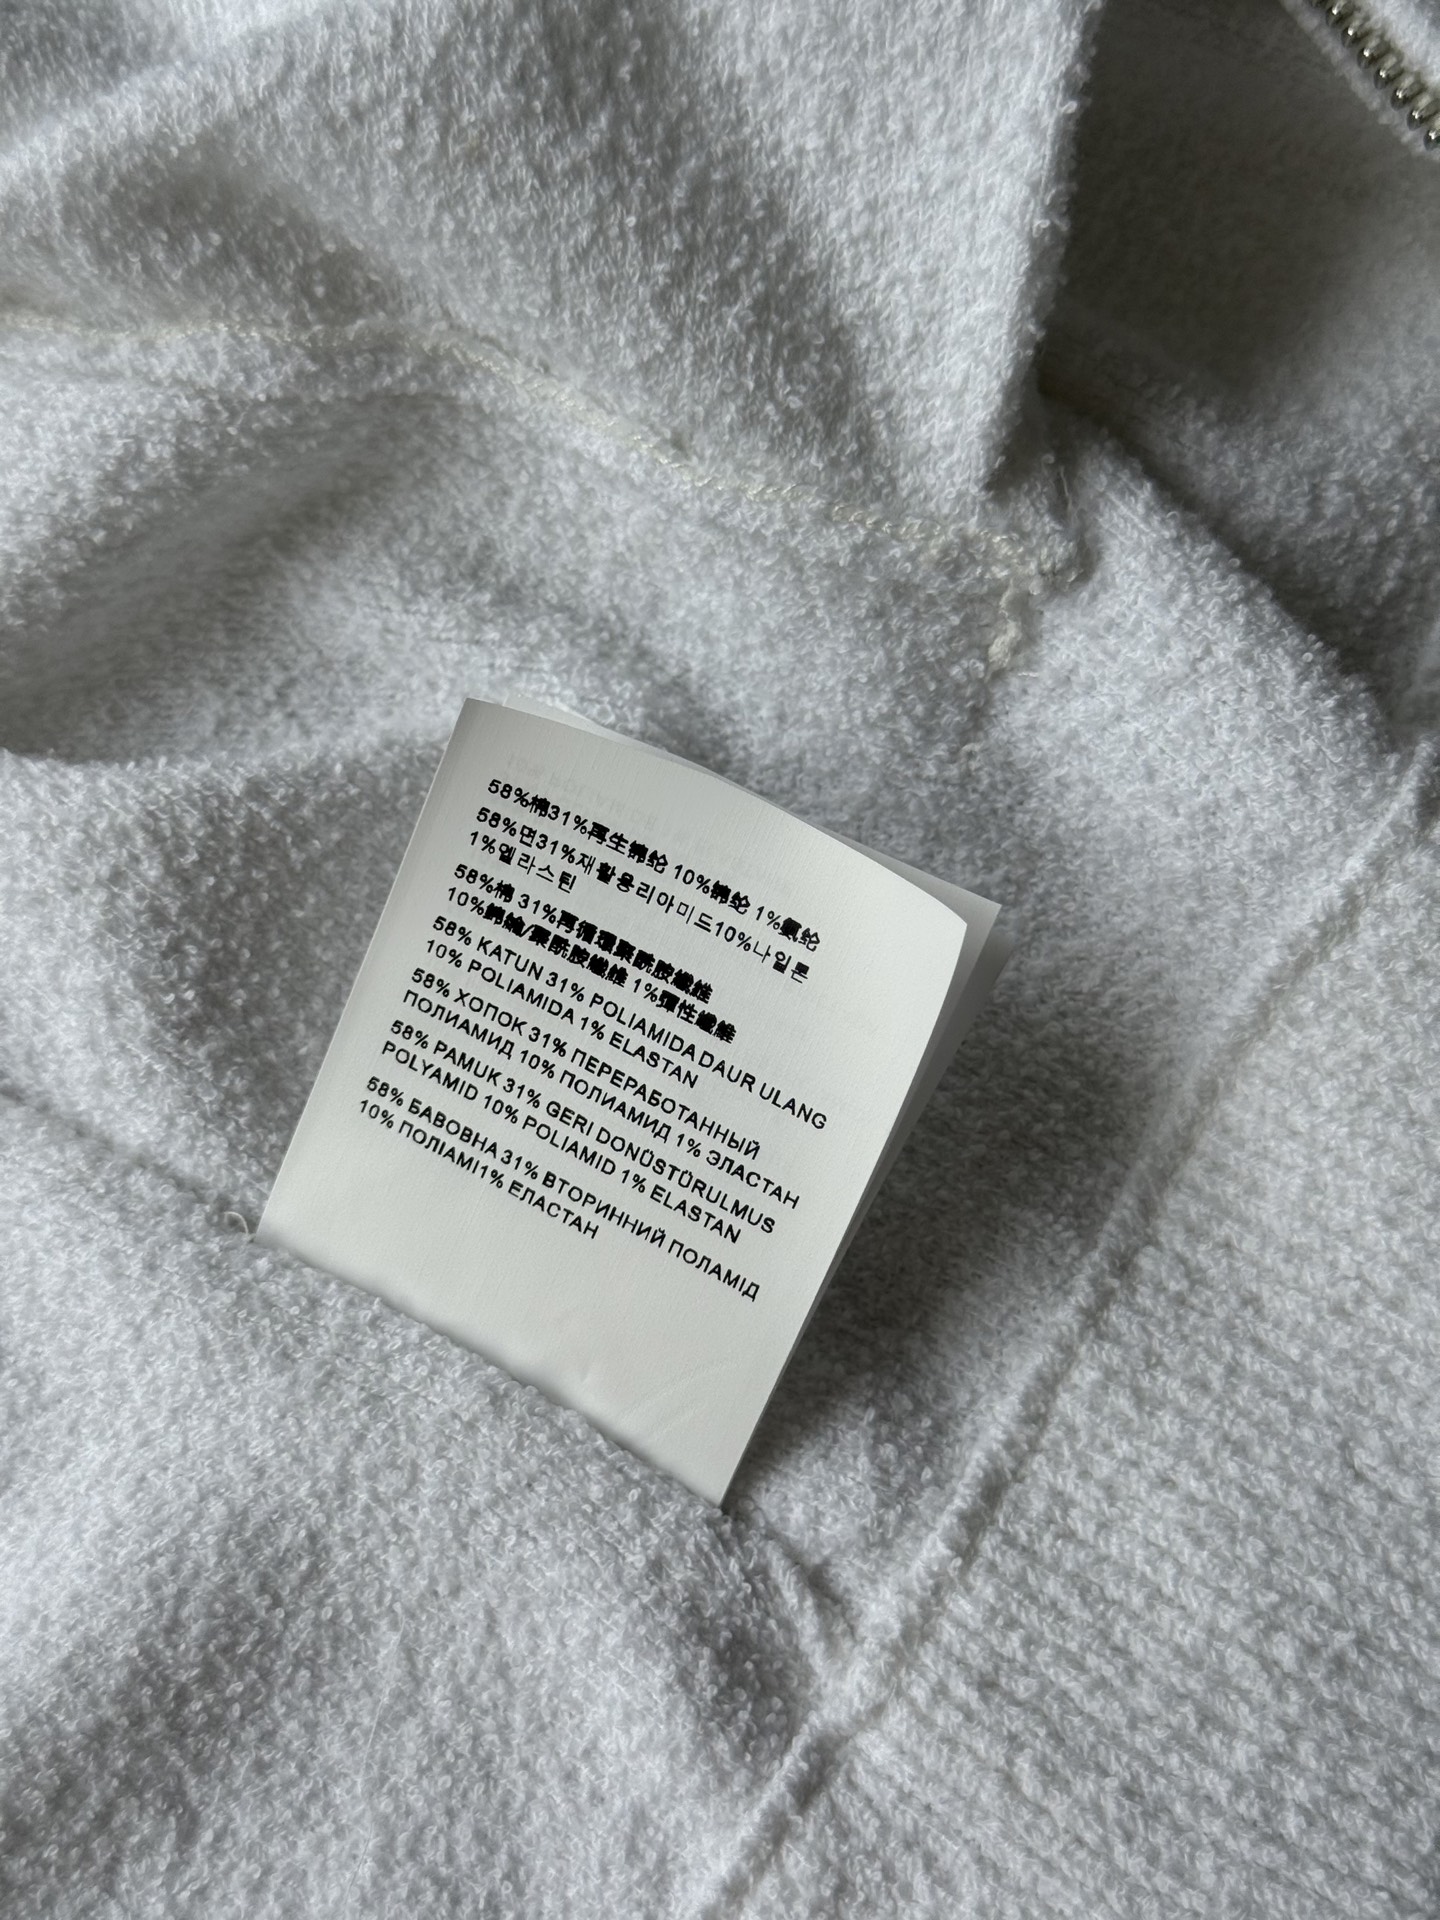 58%棉31%再生锦纶 10%锦纶 1%氨纶
58%면31%재활용리아미드10%나일론
1%엘라스틴
58%棉 31%再循環聚酰胺纖維
10%錦綸/聚酰胺纖維 1%彈性纖維
58% KATUN 31% POLIAMIDA DAUR ULANG
10% POLIAMIDA 1% ELASTAN
58% ХОПОК 31% ПЕРЕРАБОТАННЫЙ
ПОЛИАМИД 10% ПОЛИАМИД 1% ЭЛАСТАН
58% PAMUK 31% GERI DONÜSTÜRULMUS
POLYAMID 10% POLIAMID 1% ELASTAN
58% БАВОВНА 31% ВТОРИННИЙ ПОЛАМІД
10% ПОЛІАМІ1% ЕЛАСТАН